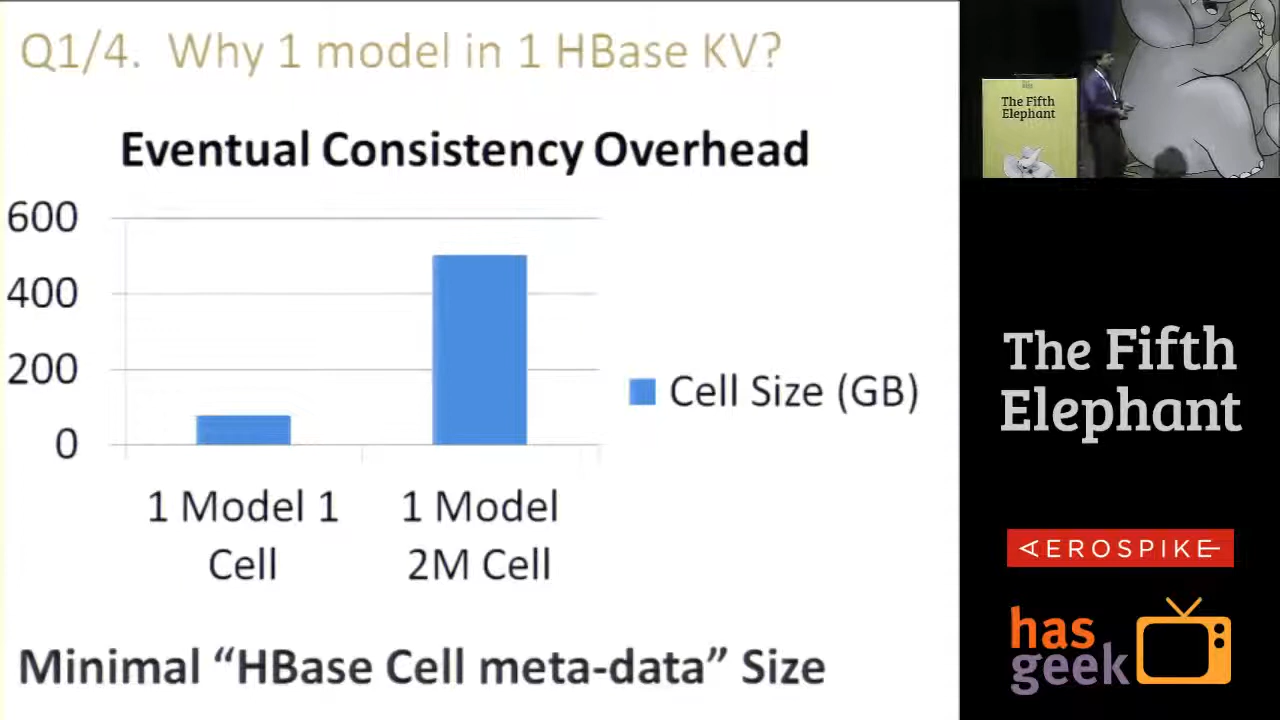 Q1/4. Why 1 model in 1 HBase KV?
Eventual Consistency Overhead
600
400
200
0
Cell Size (GB)
1 Model 1
Cell
1 Model
2M Cell
Minimal “HBase Cell meta-data” Size
The Fifth
Elephant
The Fifth
Elephant
AEROSPIKE
has
geek